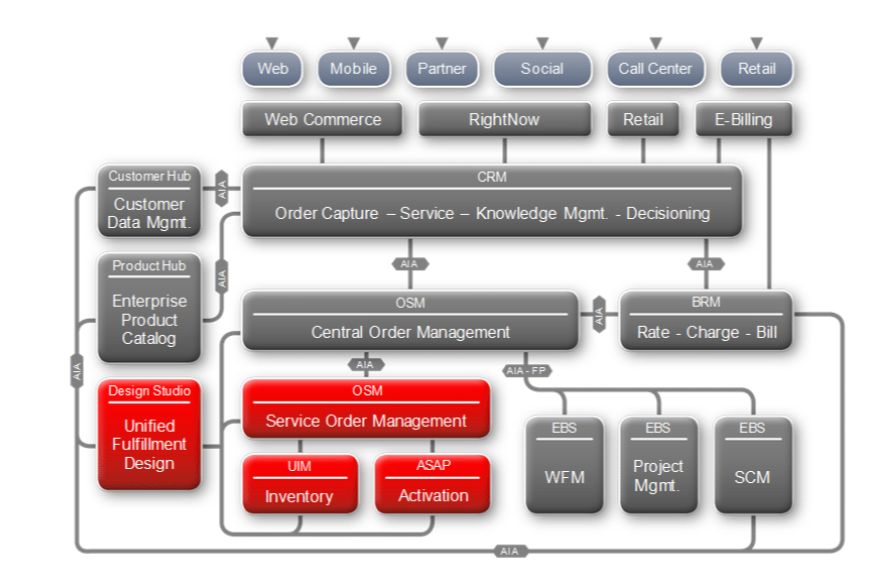 Web
Mobile
Partner
Social
Call Center
Retail
Web Commerce
RightNow
Retail
E-Billing
Customer Hub
Customer
Data Mgmt.
AIA
CRM
Order Capture – Service – Knowledge Mgmt. - Decisioning
Product Hub
Enterprise
Product
Catalog
AIA
AIA
AIA
OSM
Central Order Management
AIA
BRM
Rate - Charge - Bill
AIA
AIA
AIA - FP
Design Studio
Unified
Fulfillment
Design
OSM
Service Order Management
UIM
Inventory
ASAP
Activation
EBS
WFM
EBS
Project
Mgmt.
EBS
SCM
AIA